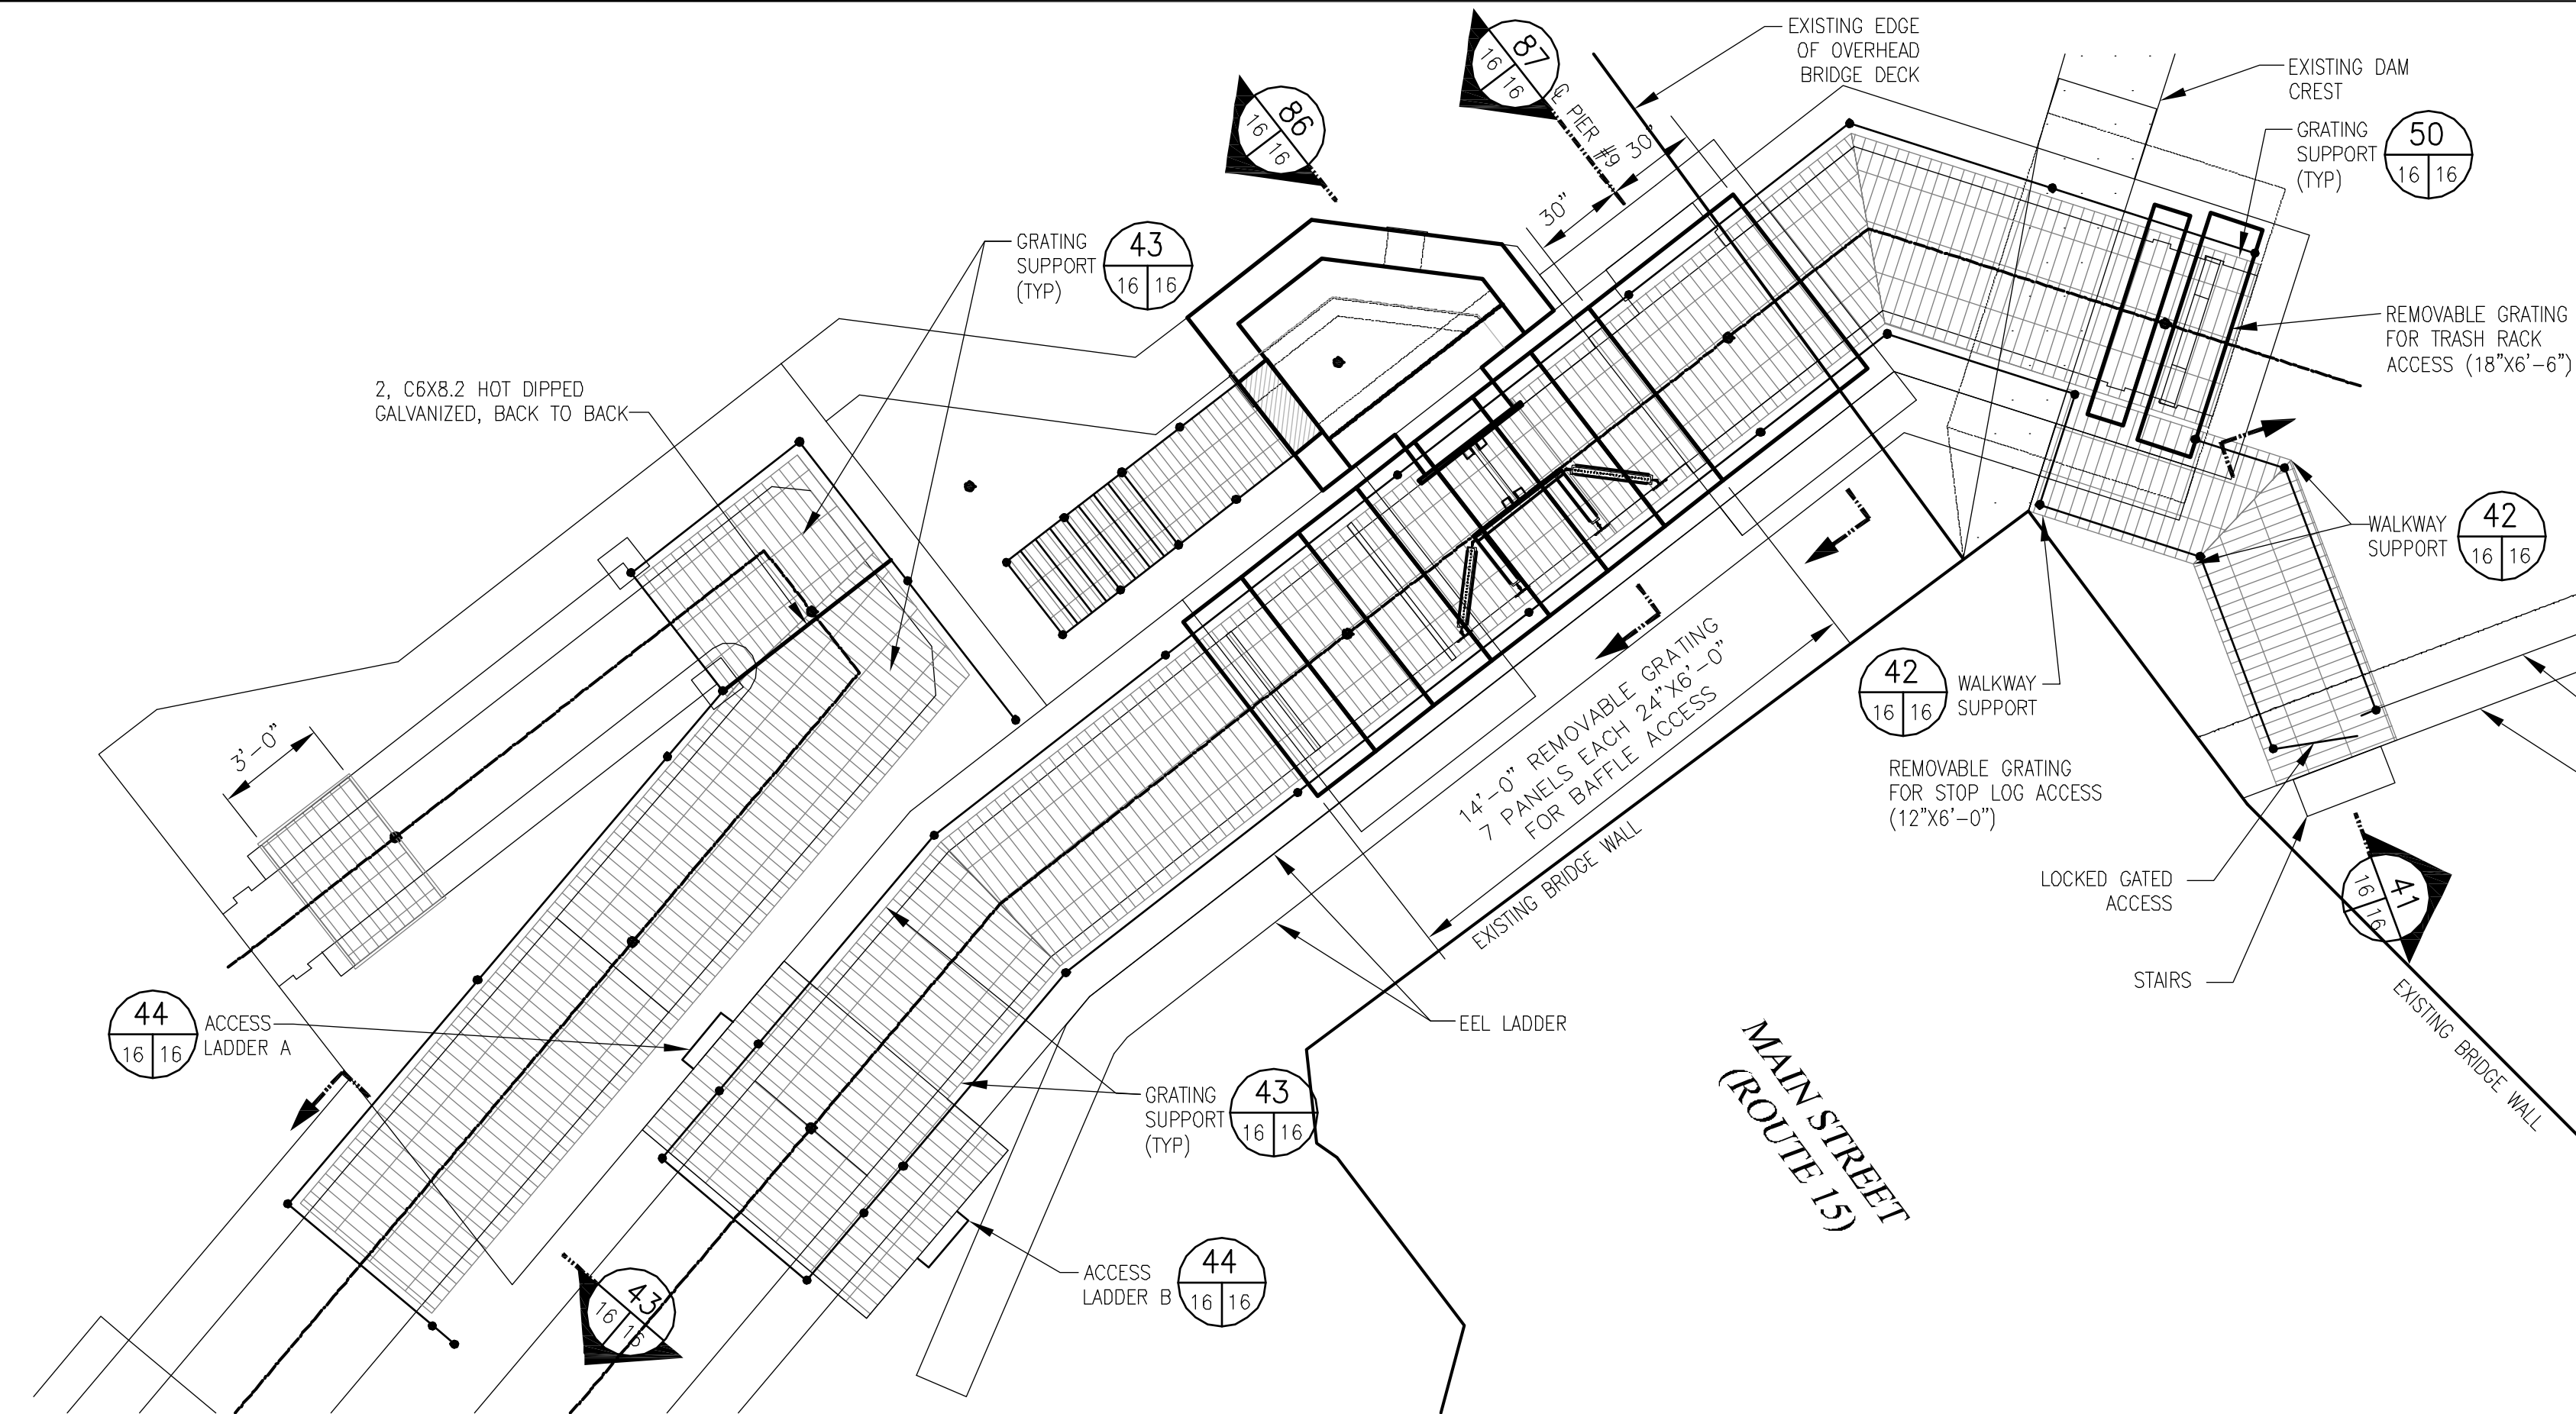 EXISTING EDGE
OF OVERHEAD
BRIDGE DECK
87
16 16
℄ PIER #9
30"
30"
86
16 16
EXISTING DAM
CREST
GRATING
SUPPORT
(TYP)
50
16 16
GRATING
SUPPORT
(TYP)
43
16 16
REMOVABLE GRATING
FOR TRASH RACK
ACCESS (18"X6'-6")
2, C6X8.2 HOT DIPPED
GALVANIZED, BACK TO BACK
WALKWAY
SUPPORT
42
16 16
42
16 16
WALKWAY
SUPPORT
14'-0" REMOVABLE GRATING
7 PANELS EACH 24"X6'-0"
FOR BAFFLE ACCESS
EXISTING BRIDGE WALL
3'-0"
REMOVABLE GRATING
FOR STOP LOG ACCESS
(12"X6'-0")
LOCKED GATED
ACCESS
41
16 16
STAIRS
EXISTING BRIDGE WALL
44
16 16
ACCESS
LADDER A
EEL LADDER
MAIN STREET
(ROUTE 15)
GRATING
SUPPORT
(TYP)
43
16 16
ACCESS
LADDER B
44
16 16
43
16 16